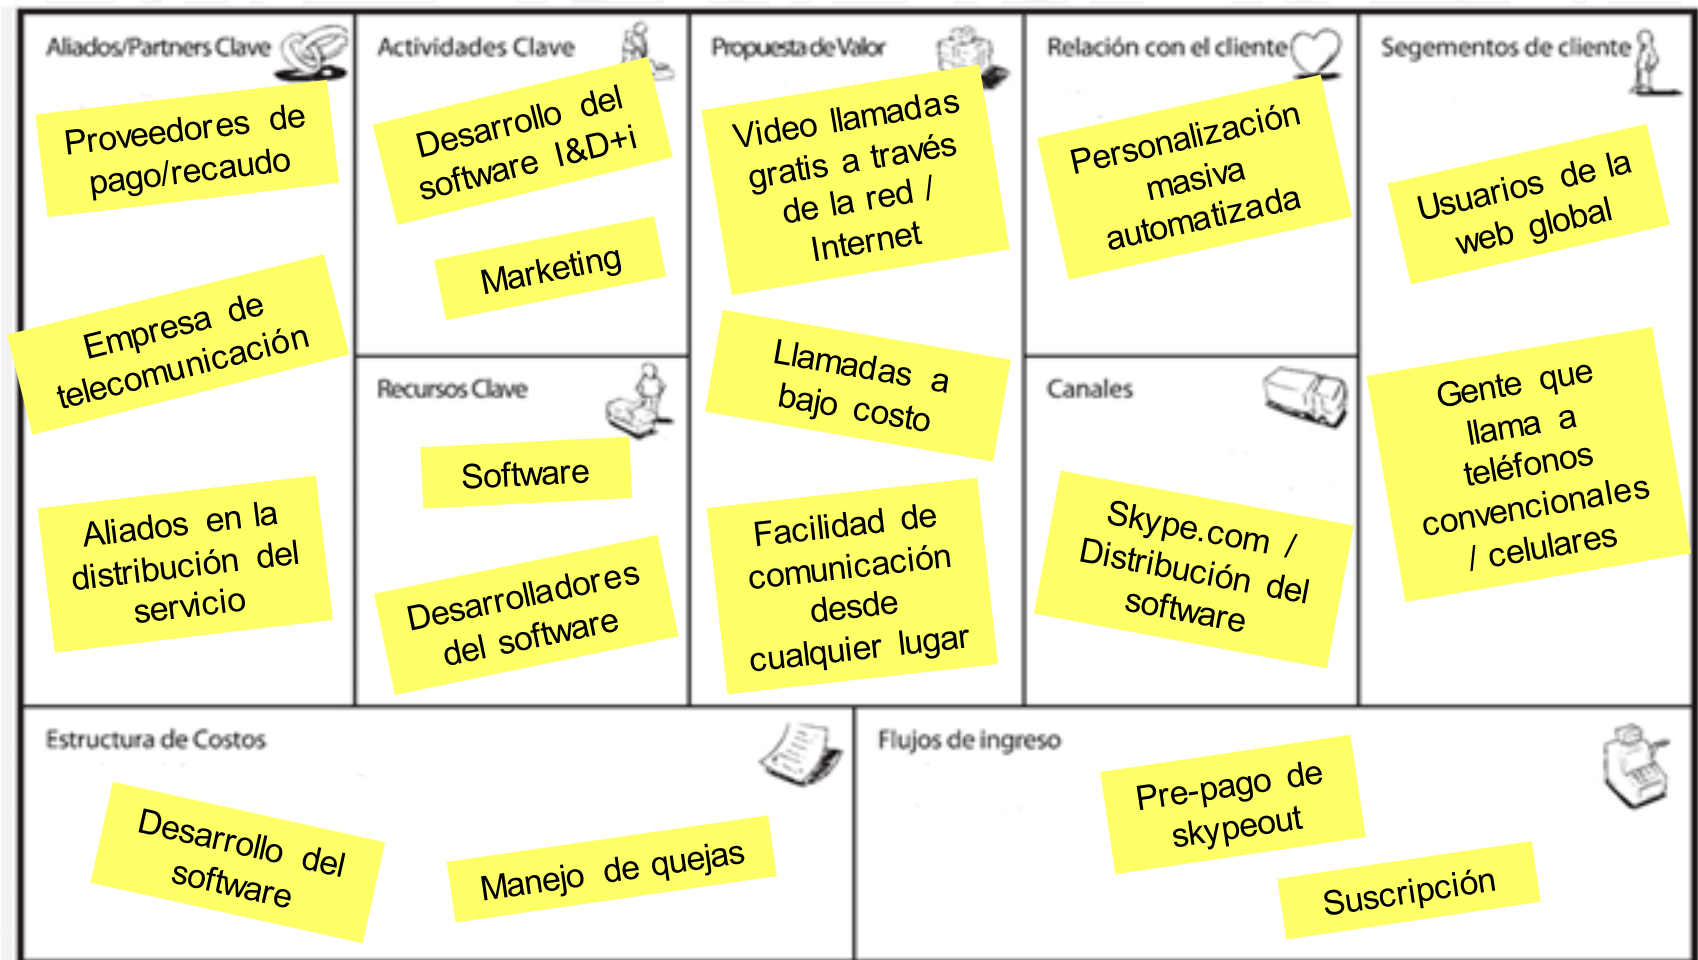 Aliados/Partners Clave
Proveedores de
pago/recaudo
Empresa de
telecomunicación
Aliados en la
distribución del
servicio
Actividades Clave
Desarrollo del
software I&D+i
Marketing
Recursos Clave
Software
Desarrolladores
del software
Propuesta de Valor
Video llamadas
gratis a través
de la red /
Internet
Llamadas a
bajo costo
Facilidad de
comunicación
desde
cualquier lugar
Relación con el cliente
Personalización
masiva
automatizada
Canales
Skype.com /
Distribución del
software
Segementos de cliente
Usuarios de la
web global
Gente que
llama a
teléfonos
convencionales
/ celulares
Estructura de Costos
Desarrollo del
software
Manejo de quejas
Flujos de ingreso
Pre-pago de
skypeout
Suscripción